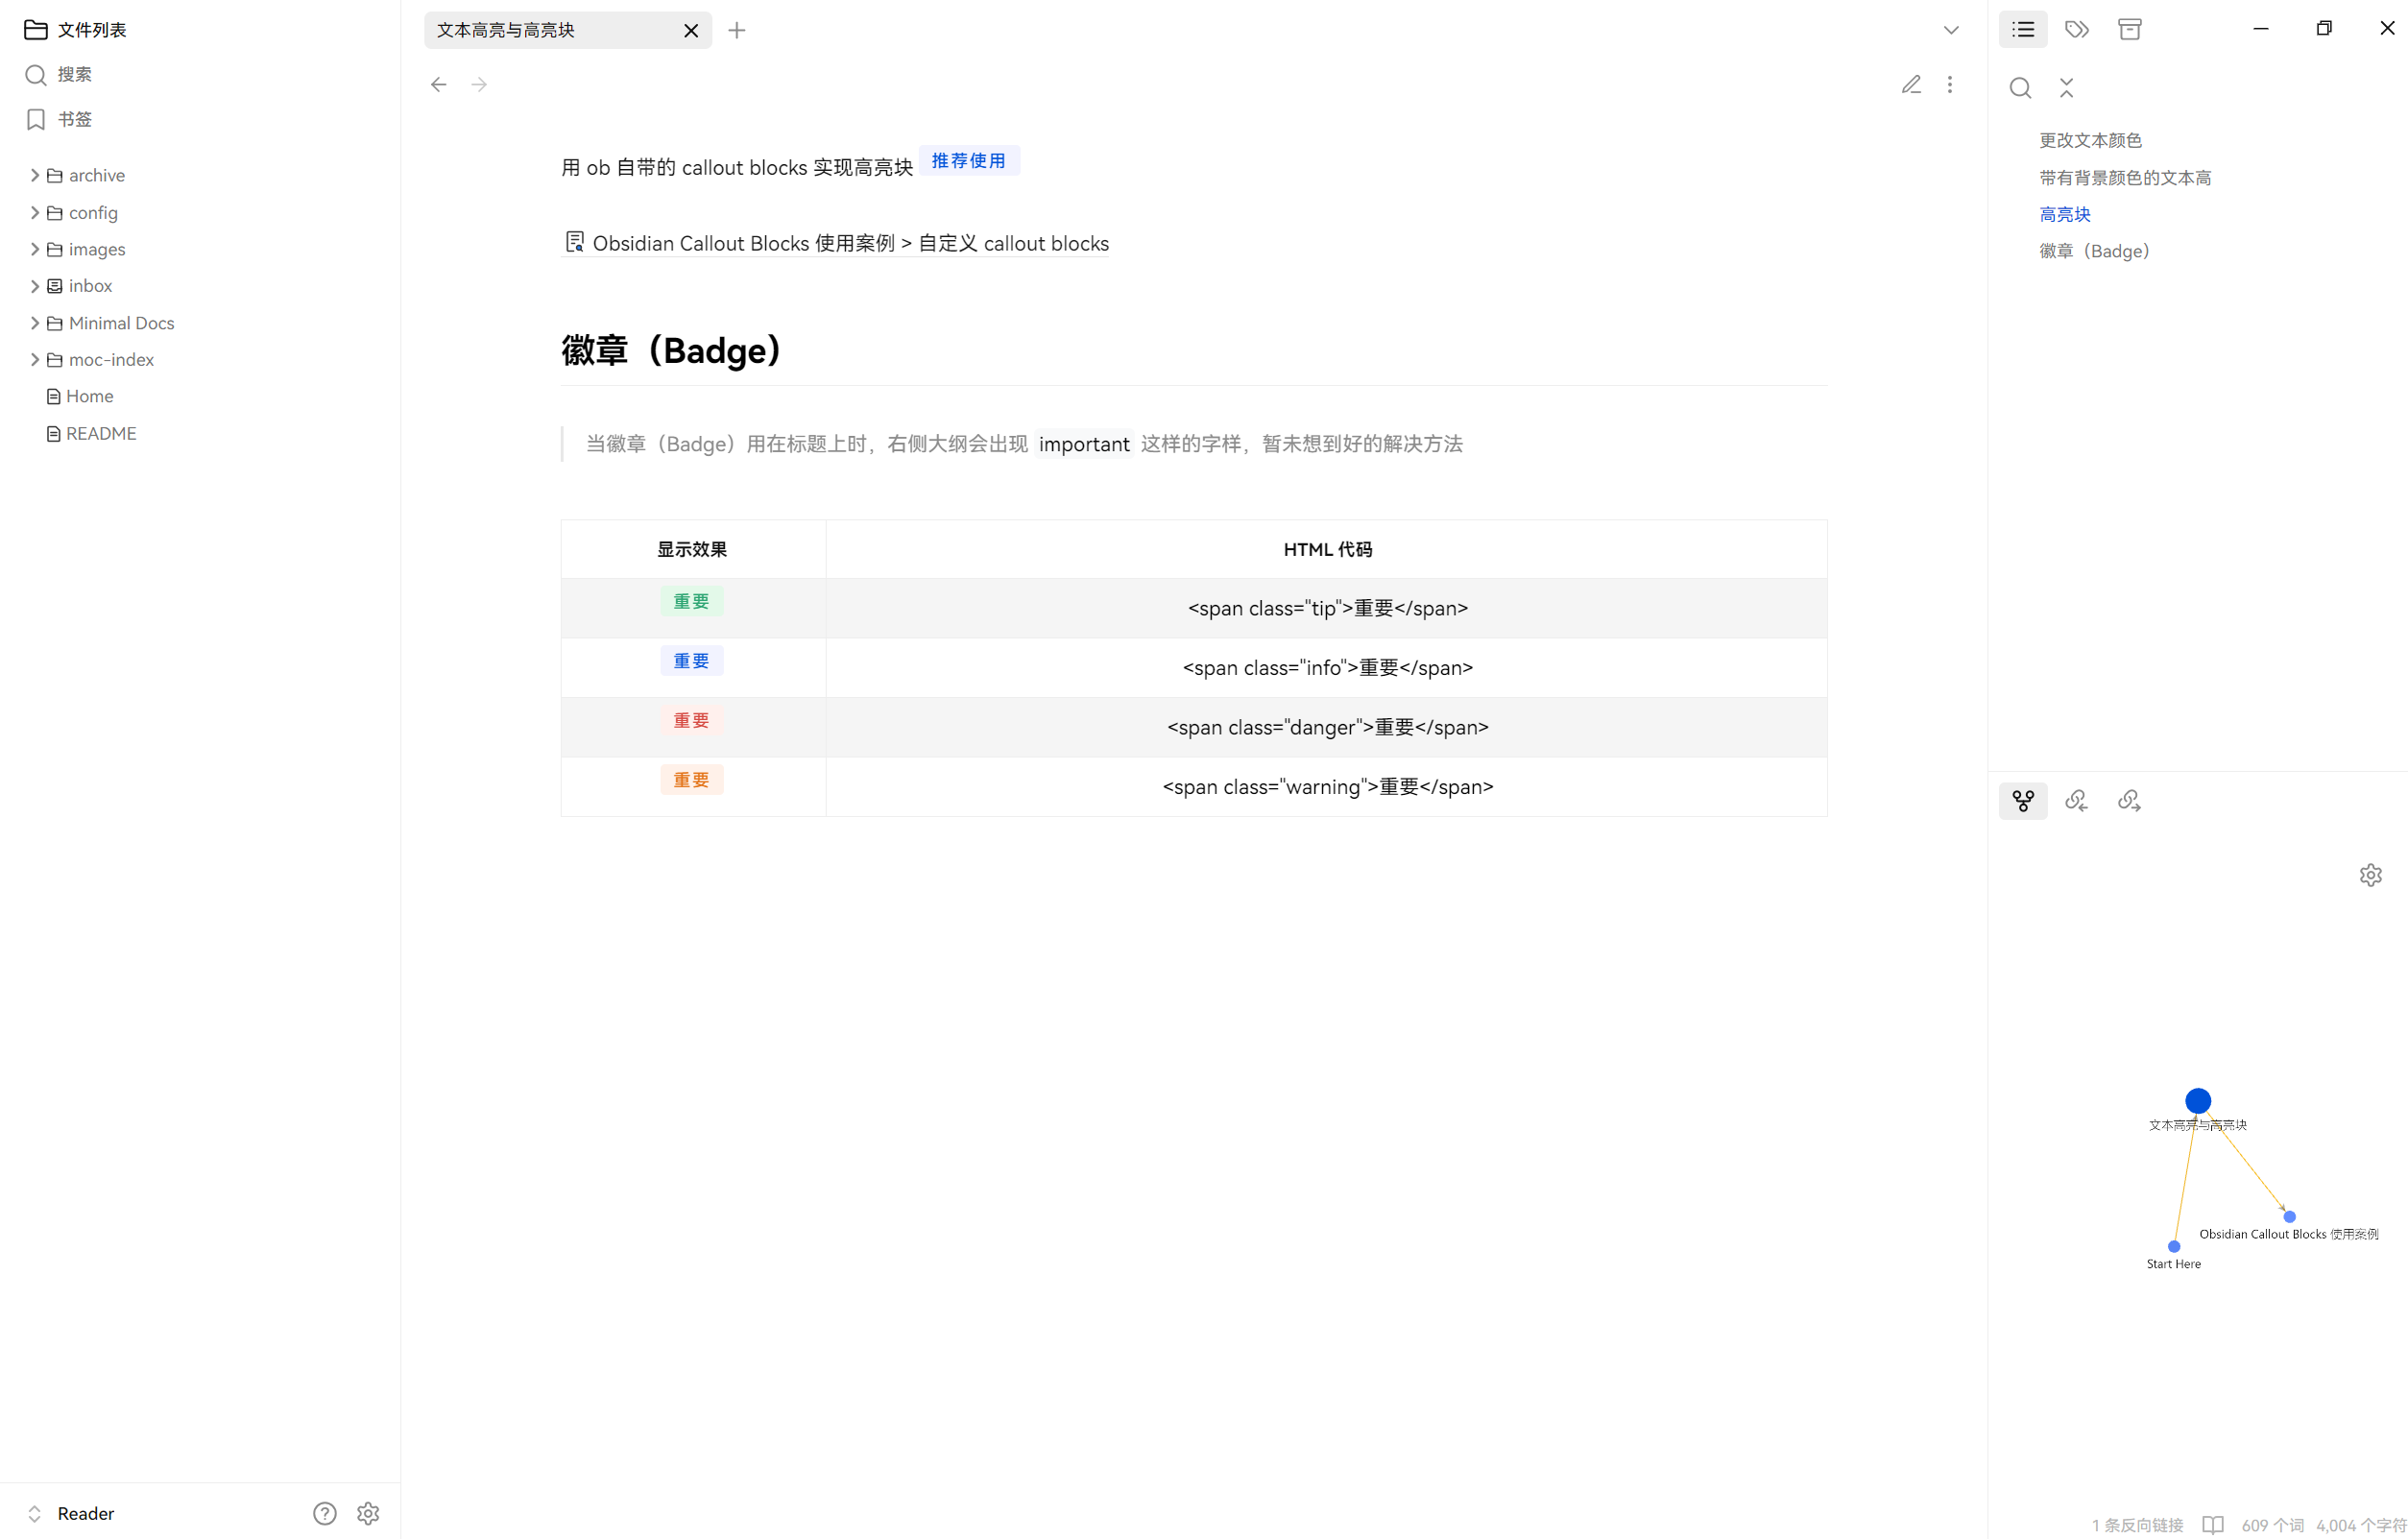 文件列表
搜索
书签
archive
config
images
inbox
Minimal Docs
moc-index
Home
README
Reader
文本高亮与高亮块
用 ob 自带的 callout blocks 实现高亮块 推荐使用
Obsidian Callout Blocks 使用案例 > 自定义 callout blocks
徽章（Badge）
当徽章（Badge）用在标题上时，右侧大纲会出现 important 这样的字样，暂未想到好的解决方法
显示效果 HTML 代码
重要 <span class="tip">重要</span>
重要 <span class="info">重要</span>
重要 <span class="danger">重要</span>
重要 <span class="warning">重要</span>
更改文本颜色
带有背景颜色的文本高
高亮块
徽章（Badge）
文本高亮与高亮块
Obsidian Callout Blocks 使用案例
Start Here
1 条反向链接 609 个词 4,004 个字符